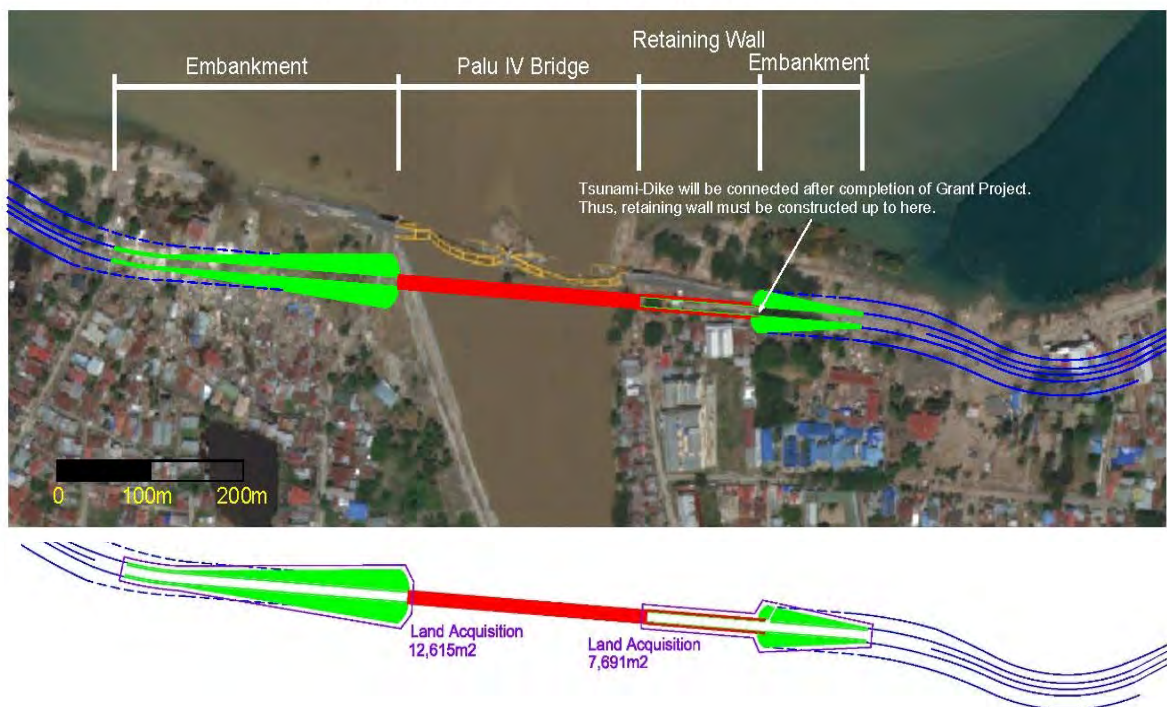 Retaining Wall
Embankment
Palu IV Bridge
Embankment
Tsunami-Dike will be connected after completion of Grant Project.
Thus, retaining wall must be constructed up to here.
0
100m
200m
Land Acquisition
12,615m2
Land Acquisition
7,691m2